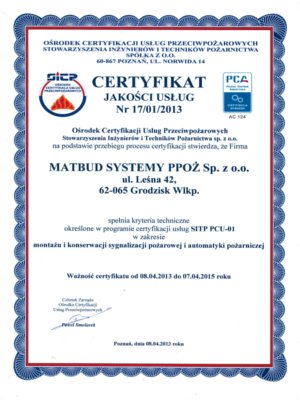 OŚRODEK CERTYFIKACJI USŁUG PRZECIWPOŻAROWYCH
STOWARZYSZENIA INŻYNIERÓW I TECHNIKÓW POŻARNICTWA
SPÓŁKA Z O.O.
60-867 POZNAŃ, UL. NORWIDA 14
SITP
CERTYFIKAT
JAKOŚCI USŁUG
Nr 17/01/2013
PCA
AC 124
Ośrodek Certyfikacji Usług Przeciwpożarowych
Stowarzyszenia Inżynierów i Techników Pożarnictwa sp. z o.o.
na podstawie przebiegu procesu certyfikacji stwierdza, że Firma
MATBUD SYSTEMY PPOŻ Sp. z o.o.
ul. Leśna 42,
62-065 Grodzisk Wlkp.
spełnia kryteria techniczne
określone w programie certyfikacji usług SITP PCU-01
w zakresie
montażu i konserwacji sygnalizacji pożarowej i automatyki pożarniczej
Ważność certyfikatu od 08.04.2013 do 07.04.2015 roku
Członek Zarządu
Ośrodka Certyfikacji
Usług Przeciwpożarowych
Poznań, dnia 08.04.2013 roku